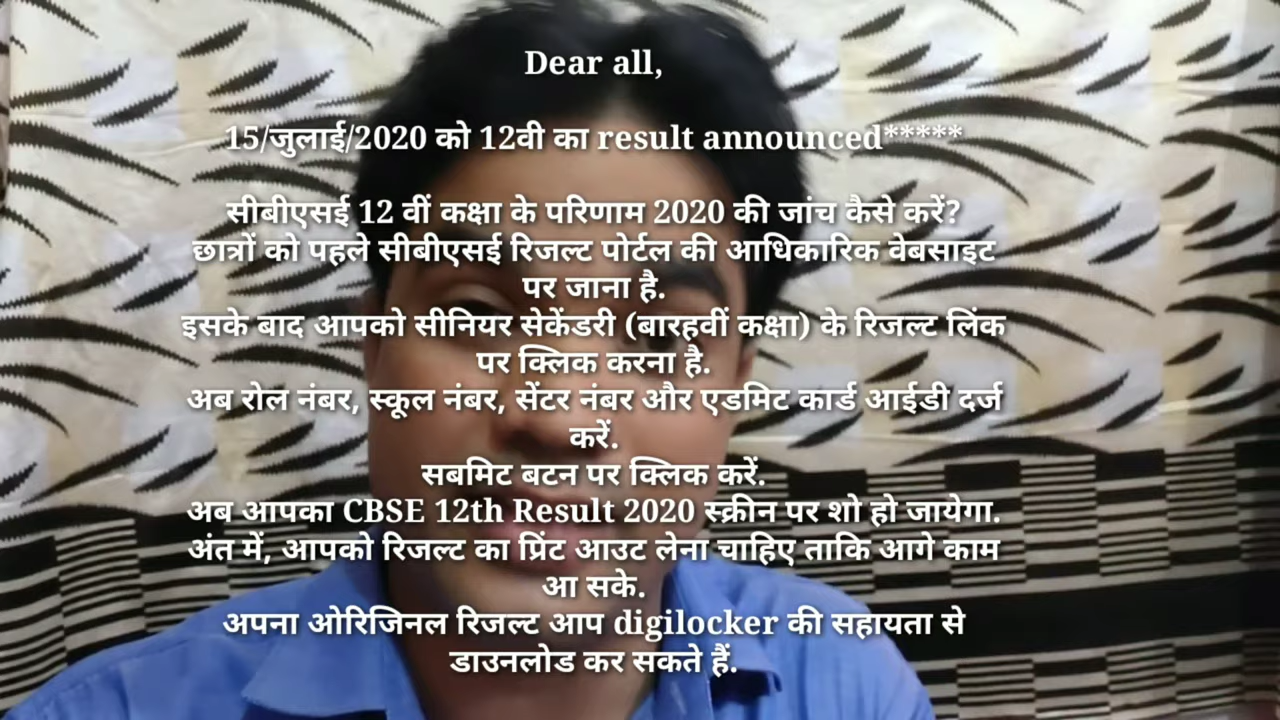 Dear all,
15/जुलाई/2020 को 12वी का result announced*****
सीबीएसई 12 वीं कक्षा के परिणाम 2020 की जांच कैसे करें?
छात्रों को पहले सीबीएसई रिजल्ट पोर्टल की आधिकारिक वेबसाइट
पर जाना है.
इसके बाद आपको सीनियर सेकेंडरी (बारहवीं कक्षा) के रिजल्ट लिंक
पर क्लिक करना है.
अब रोल नंबर, स्कूल नंबर, सेंटर नंबर और एडमिट कार्ड आईडी दर्ज
करें.
सबमिट बटन पर क्लिक करें.
अब आपका CBSE 12th Result 2020 स्क्रीन पर शो हो जायेगा.
अंत में, आपको रिजल्ट का प्रिंट आउट लेना चाहिए ताकि आगे काम
आ सके.
अपना ओरिजिनल रिजल्ट आप digilocker की सहायता से
डाउनलोड कर सकते हैं.